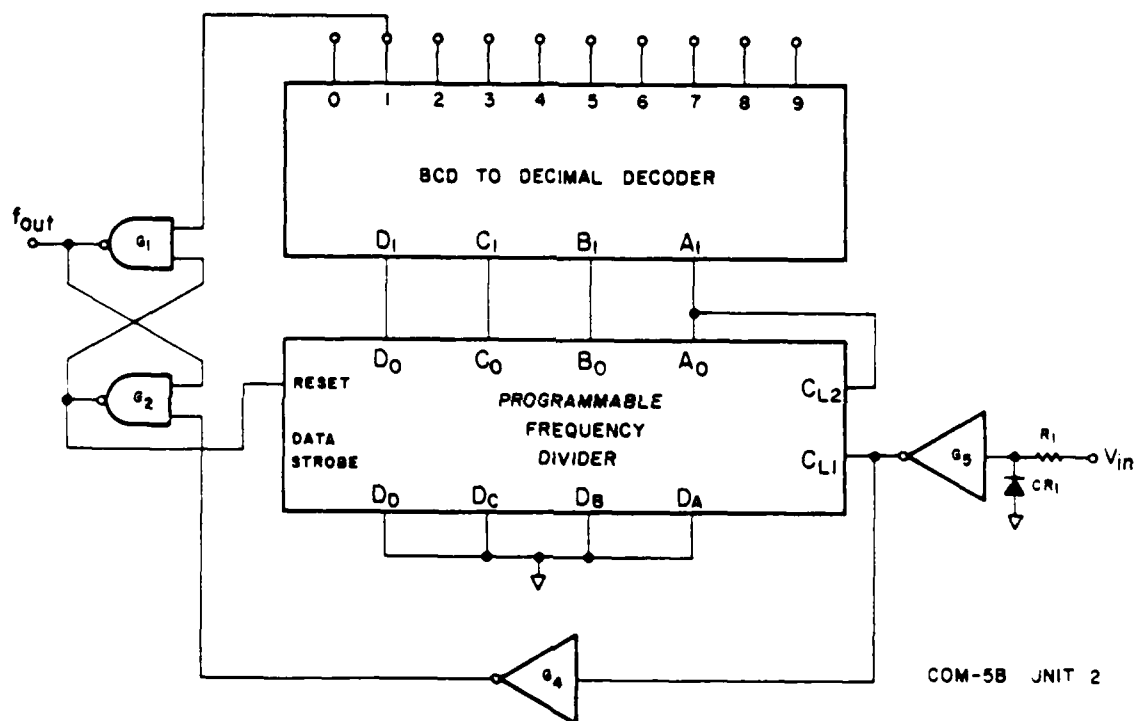 0 1 2 3 4 5 6 7 8 9
BCD TO DECIMAL DECODER
fout
G1
D1 C1 B1 A1
D0 C0 B0 A0
RESET
G2
PROGRAMMABLE
FREQUENCY
DIVIDER
CL2
DATA
STROBE
CL1
G5
R1
Vin
CR1
DD DC DB DA
G4
COM-5B UNIT 2